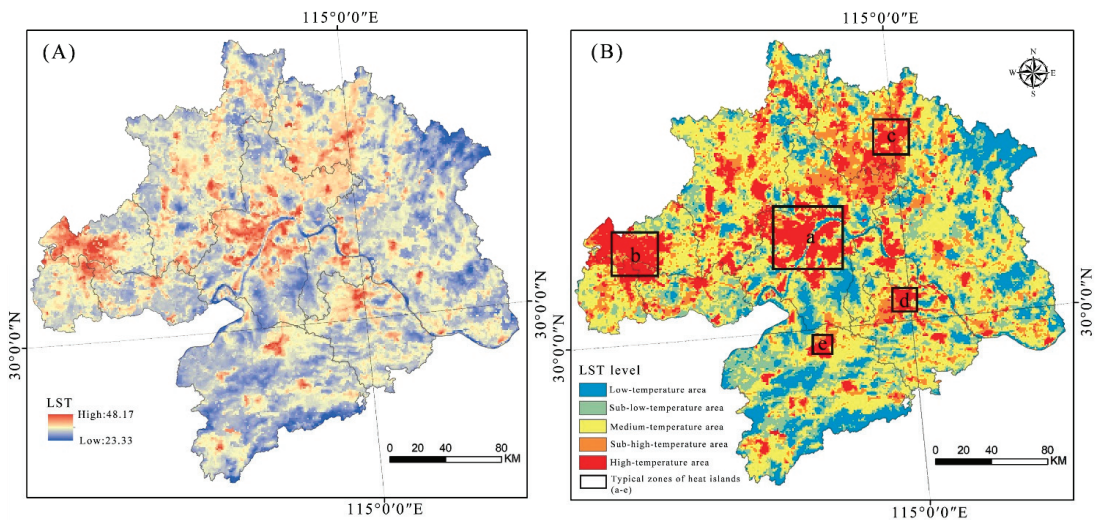 115°0′0″E
(A)
30°0′0″N
30°0′0″N
LST
High:48.17
Low:23.33
0 20 40 80
KM
115°0′0″E
115°0′0″E
(B)
N
W E
S
c
a
b
d
e
30°0′0″N
30°0′0″N
LST level
Low-temperature area
Sub-low-temperature area
Medium-temperature area
Sub-high-temperature area
High-temperature area
Typical zones of heat islands
(a-e)
0 20 40 80
KM
115°0′0″E